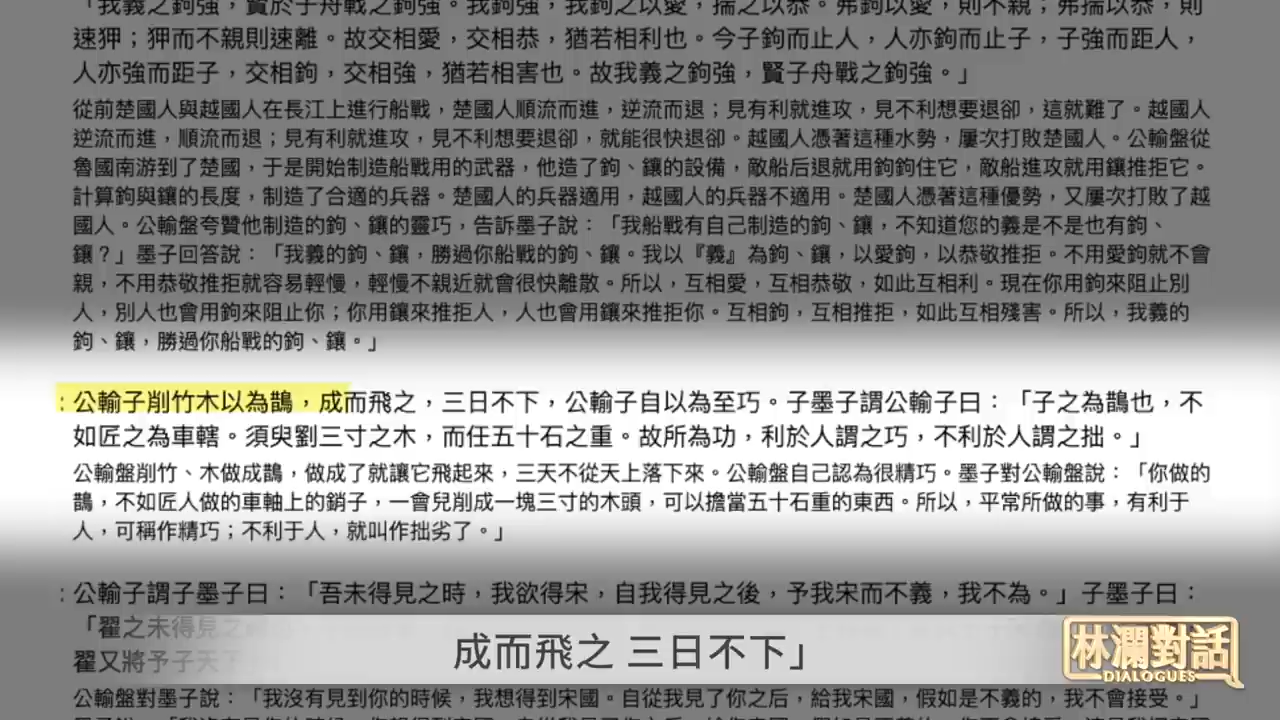 「我義之鉤強，賢於子舟戰之鉤強。我鉤強，我鉤之以愛，揣之以恭。弗鉤以愛，則不親；弗揣以恭，則
速狎；狎而不親則速離。故交相愛，交相恭，猶若相利也。今子鉤而止人，人亦鉤而止子，子強而距人，
人亦強而距子，交相鉤，交相強，猶若相害也。故我義之鉤強，賢子舟戰之鉤強。」
從前楚國人與越國人在長江上進行船戰，楚國人順流而進，逆流而退；見有利就進攻，見不利想要退卻，這就難了。越國人
逆流而進，順流而退；見有利就進攻，見不利想要退卻，就能很快退卻。越國人憑著這種水勢，屢次打敗楚國人。公輸盤從
魯國南游到了楚國，于是開始制造船戰用的武器，他造了鉤、鑲的設備，敵船后退就用鉤鉤住它，敵船進攻就用鑲推拒它。
計算鉤與鑲的長度，制造了合適的兵器。楚國人的兵器適用，越國人的兵器不適用。楚國人憑著這種優勢，又屢次打敗了越
國人。公輸盤夸贊他制造的鉤、鑲的靈巧，告訴墨子說：「我船戰有自己制造的鉤、鑲，不知道您的義是不是也有鉤、
鑲？」墨子回答說：「我義的鉤、鑲，勝過你船戰的鉤、鑲。我以『義』為鉤、鑲，以愛鉤，以恭敬推拒。不用愛鉤就不會
親，不用恭敬推拒就容易輕慢，輕慢不親近就會很快離散。所以，互相愛，互相恭敬，如此互相利。現在你用鉤來阻止別
人，別人也會用鉤來阻止你；你用鑲來推拒人，人也會用鑲來推拒你。互相鉤，互相推拒，如此互相殘害。所以，我義的
鉤、鑲，勝過你船戰的鉤、鑲。」
：公輸子削竹木以為鵲，成而飛之，三日不下，公輸子自以為至巧。子墨子謂公輸子曰：「子之為鵲也，不
如匠之為車轄。須臾劉三寸之木，而任五十石之重。故所為功，利於人謂之巧，不利於人謂之拙。」
公輸盤削竹、木做成鵲，做成了就讓它飛起來，三天不從天上落下來。公輸盤自己認為很精巧。墨子對公輸盤說：「你做的
鵲，不如匠人做的車軸上的銷子，一會兒削成一塊三寸的木頭，可以擔當五十石重的東西。所以，平常所做的事，有利于
人，可稱作精巧；不利于人，就叫作拙劣了。」
：公輸子謂子墨子曰：「吾未得見之時，我欲得宋，自我得見之後，予我宋而不義，我不為。」子墨子曰：
「翟之未得見之
翟又將予子天下
成而飛之 三日不下」
林瀾對話
DIALOGUES
公輸盤對墨子說：「我沒有見到你的時候，我想得到宋國。自從我見了你之后，給我宋國，假如是不義的，我不會接受。」